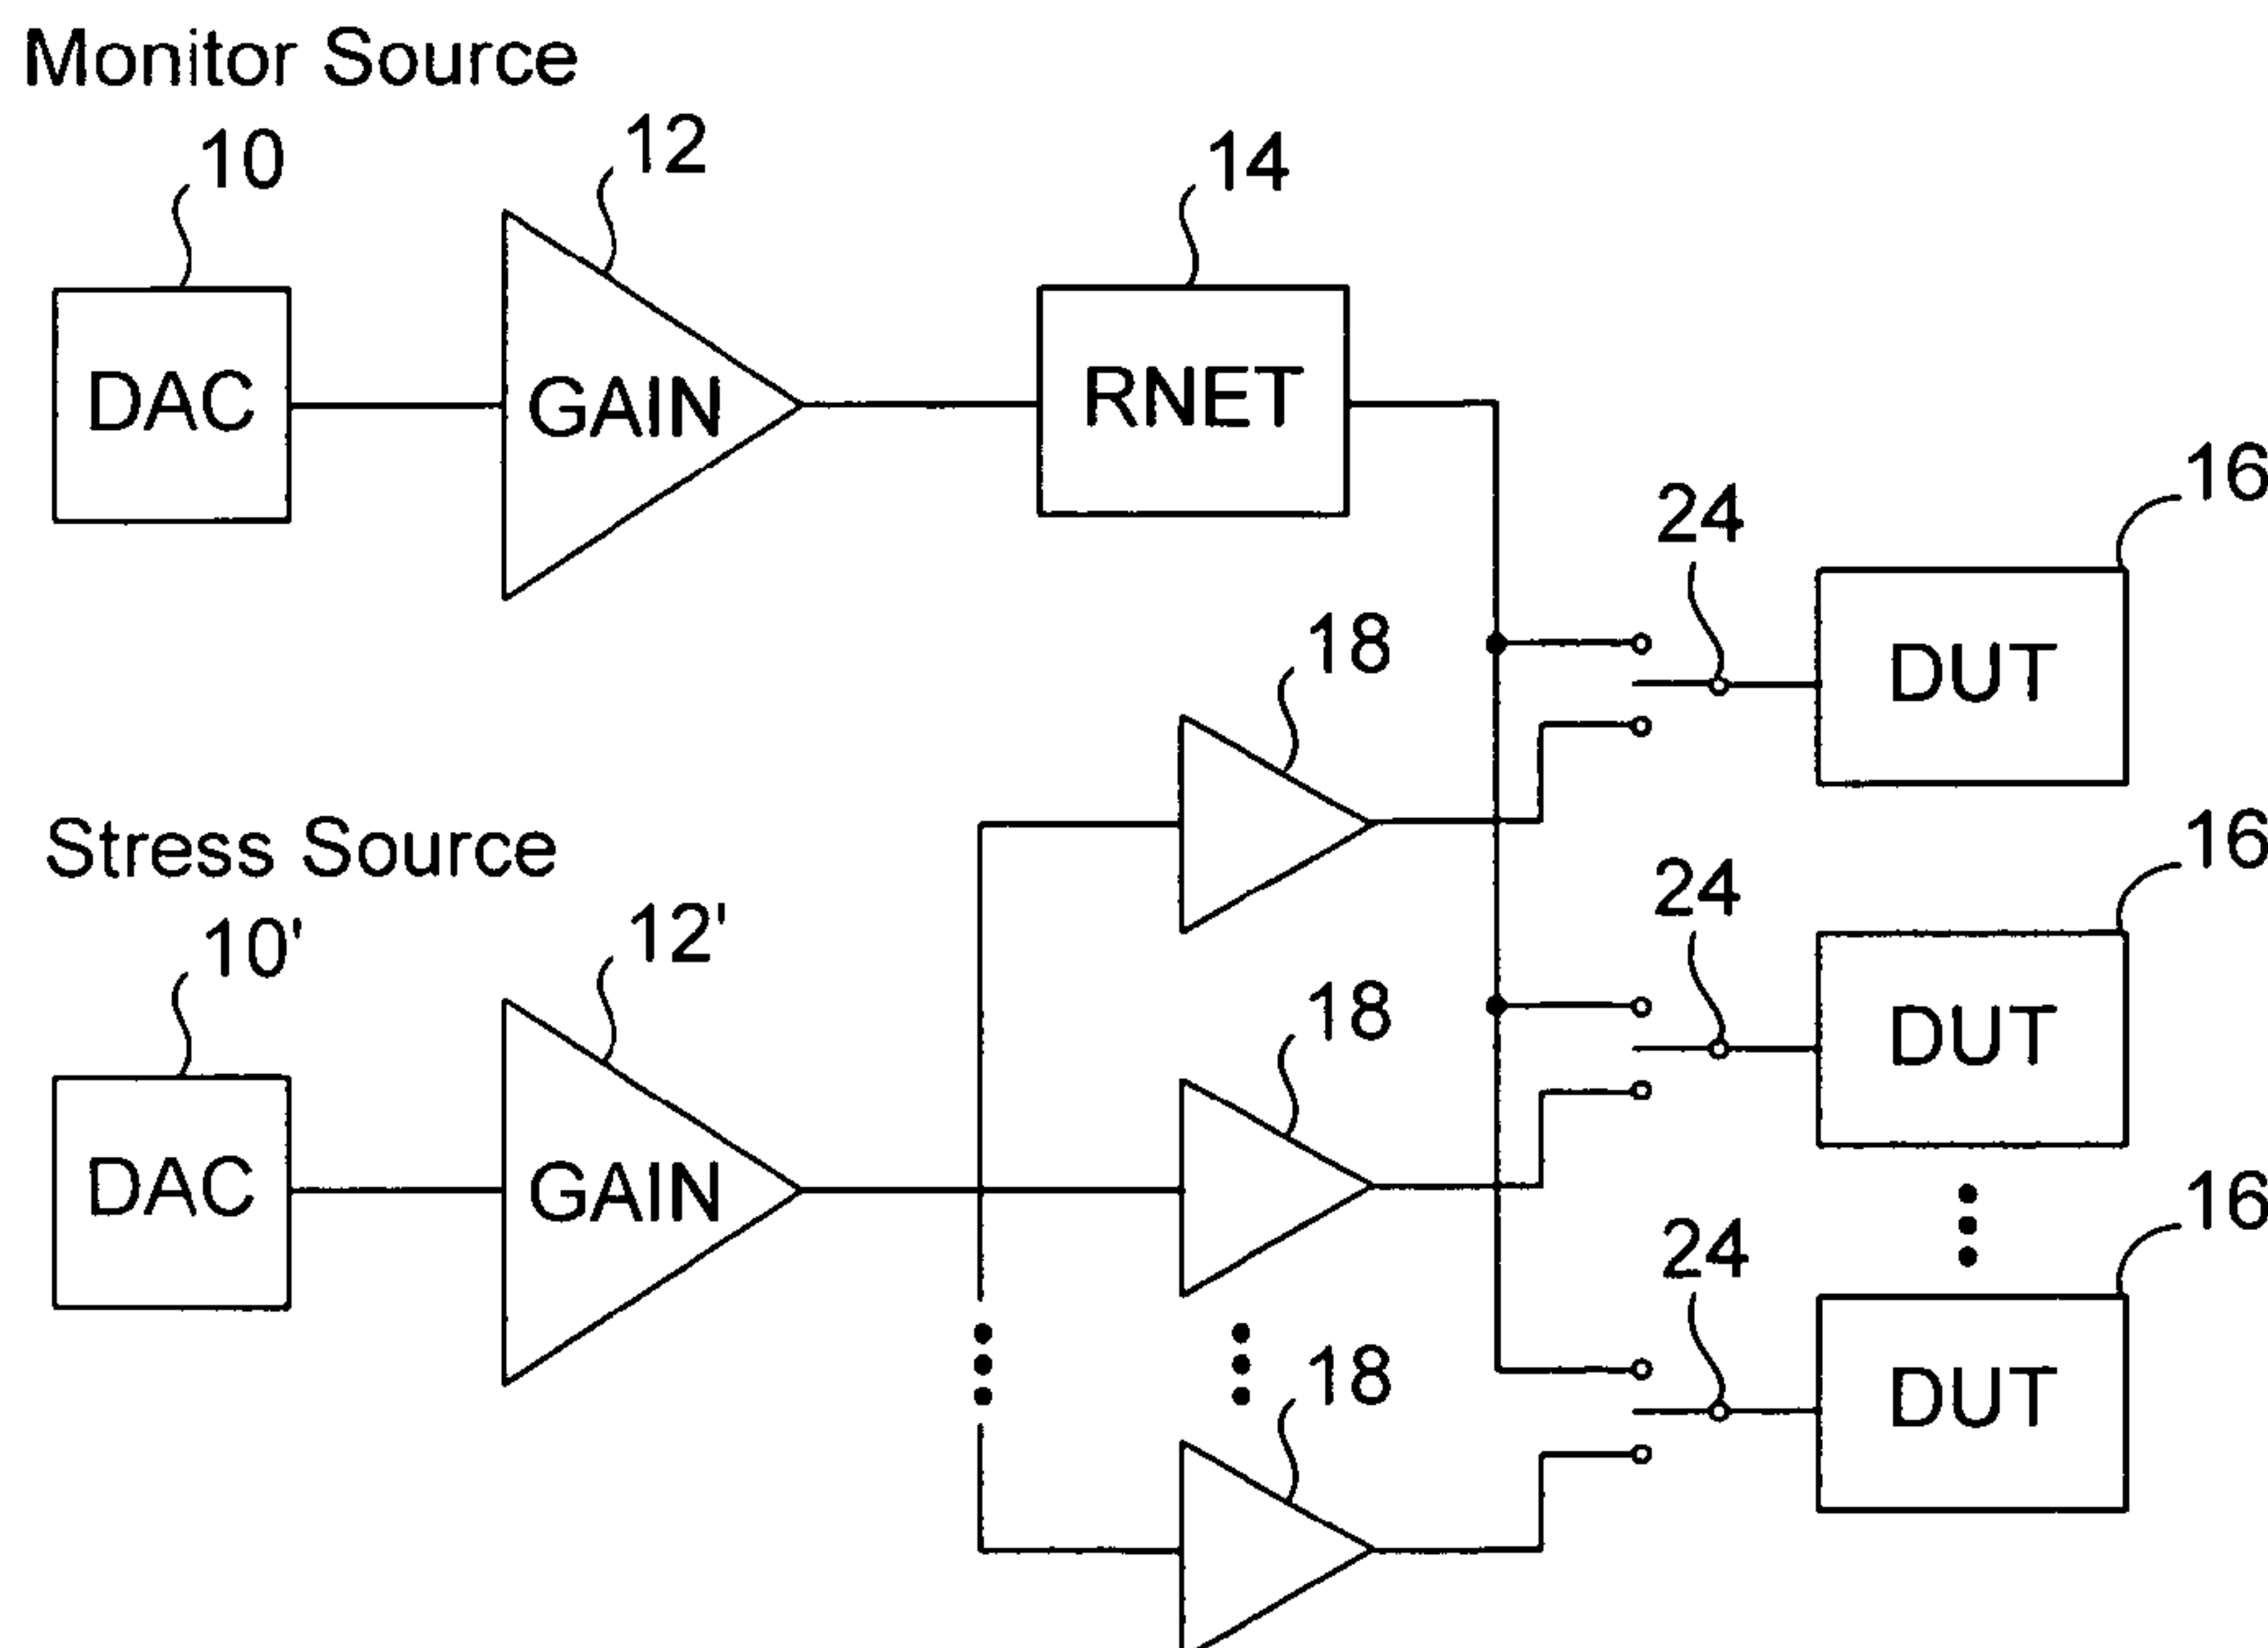 Monitor Source
10
12
14
DAC
GAIN
RNET
16
24
DUT
18
Stress Source
16
24
10'
12'
18
DUT
DAC
GAIN
16
24
18
DUT